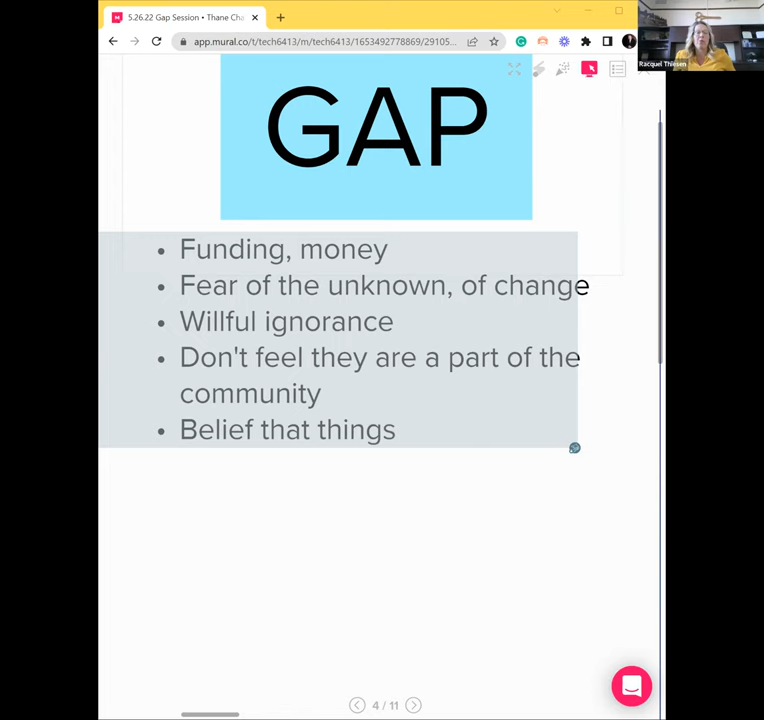 5.26.22 Gap Session • Thane Cha
app.mural.co/t/tech6413/m/tech6413/1653492778869/29105...
Racquel Thiesen
GAP
• Funding, money
• Fear of the unknown, of change
• Willful ignorance
• Don't feel they are a part of the
community
• Belief that things
4 / 11